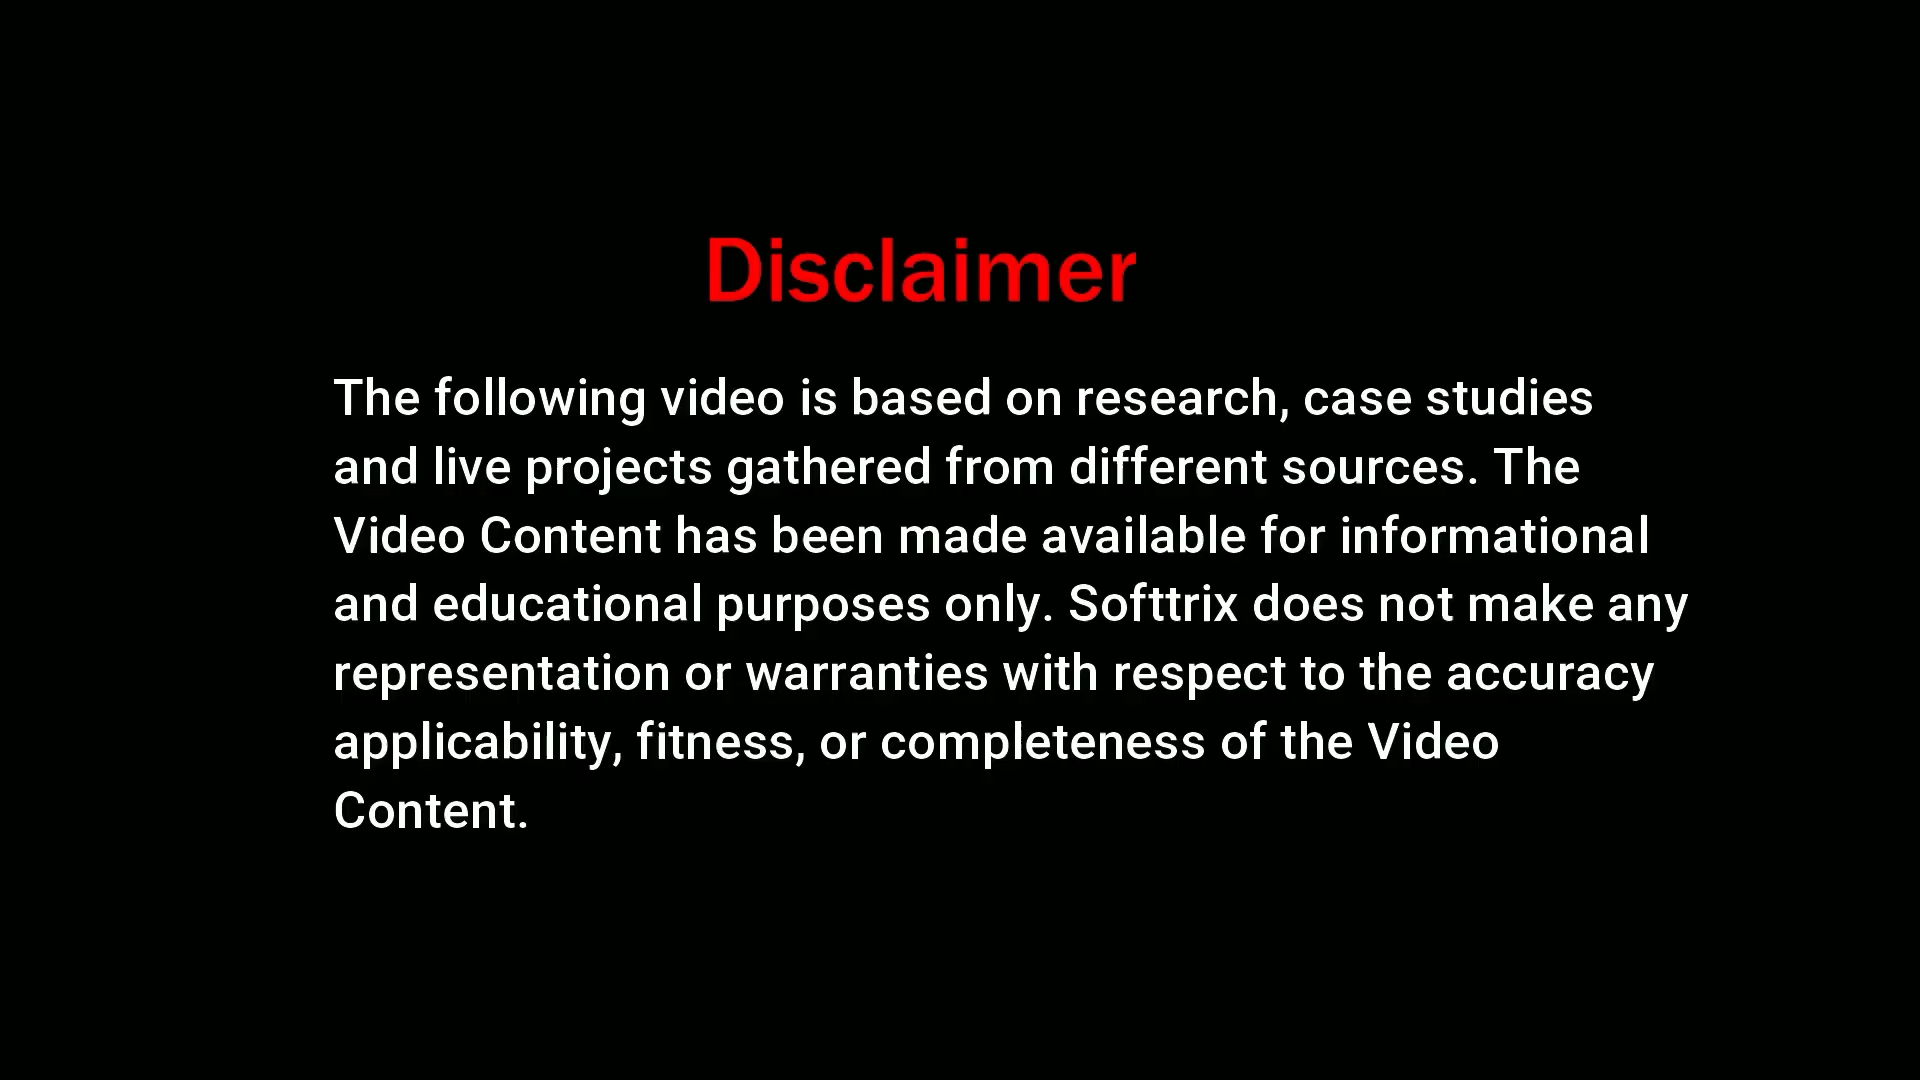 Disclaimer
The following video is based on research, case studies
and live projects gathered from different sources. The
Video Content has been made available for informational
and educational purposes only. Softtrix does not make any
representation or warranties with respect to the accuracy
applicability, fitness, or completeness of the Video
Content.